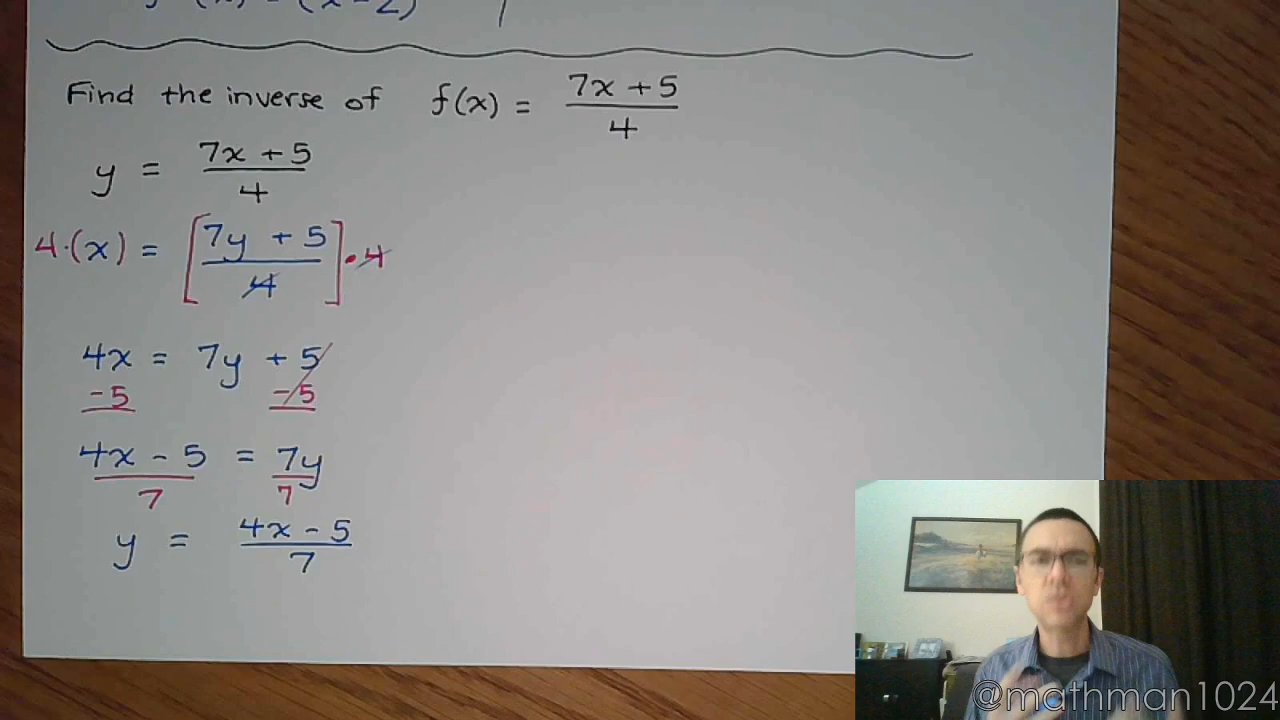 Find the inverse of f(x) = 7x + 5 / 4
y = 7x + 5 / 4
4·(x) = [7y + 5 / 4]·4
4x = 7y + 5
-5 -5
4x - 5 = 7y
7 7
y = 4x - 5 / 7
@mathman1024